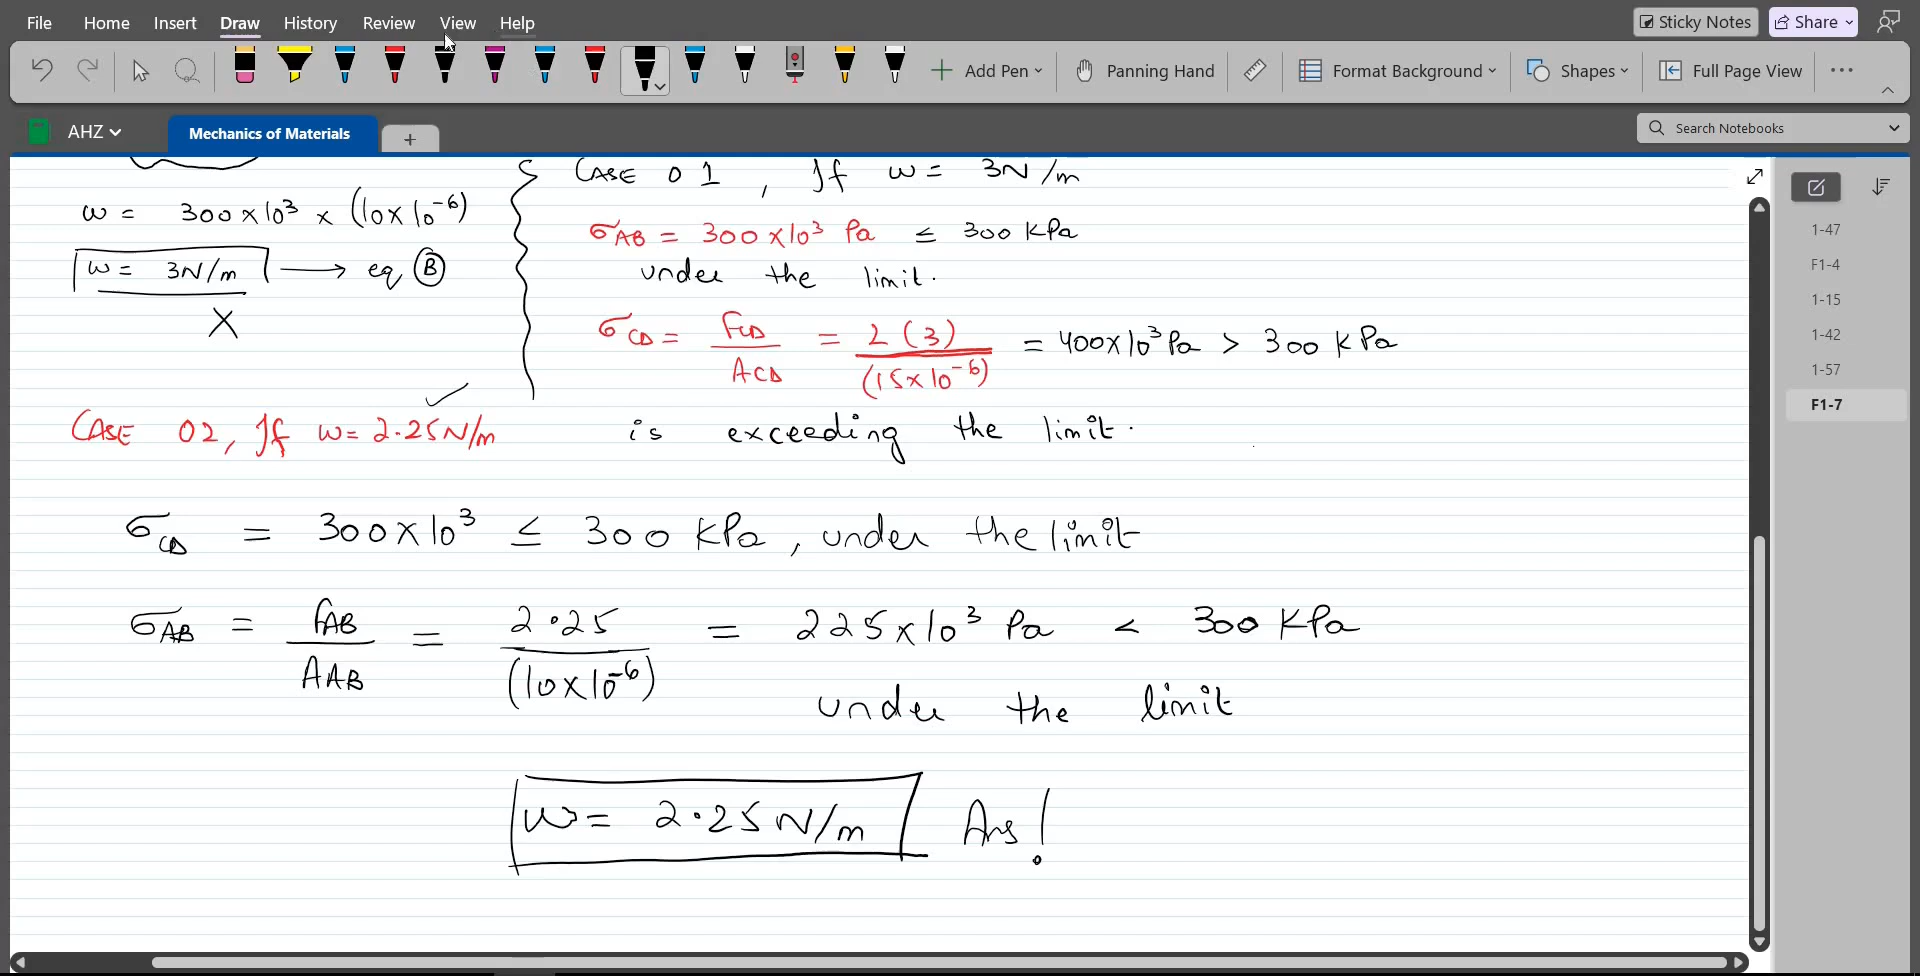 File Home Insert Draw History Review View Help
Sticky Notes Share
Add Pen Panning Hand Format Background Shapes Full Page View
AHZ Mechanics of Materials + Search Notebooks
w = 300 x 10³ x (10 x 10⁻⁶)
w = 3N/m → eq Ⓑ
X
CASE 01, If w = 3N/m
σAB = 300 x 10³ Pa ≤ 300 KPa
under the limit.
σCD = FCD / ACD = 2(3) / (15 x 10⁻⁶) = 400 x 10³ Pa > 300 KPa
is exceeding the limit.
CASE 02, If w = 2.25 N/m ✓
σCD = 300 x 10³ ≤ 300 KPa, under the limit
σAB = FAB / AAB = 2.25 / (10 x 10⁻⁶) = 225 x 10³ Pa < 300 KPa
under the limit
w = 2.25 N/m Ans!
1-47
F1-4
1-15
1-42
1-57
F1-7